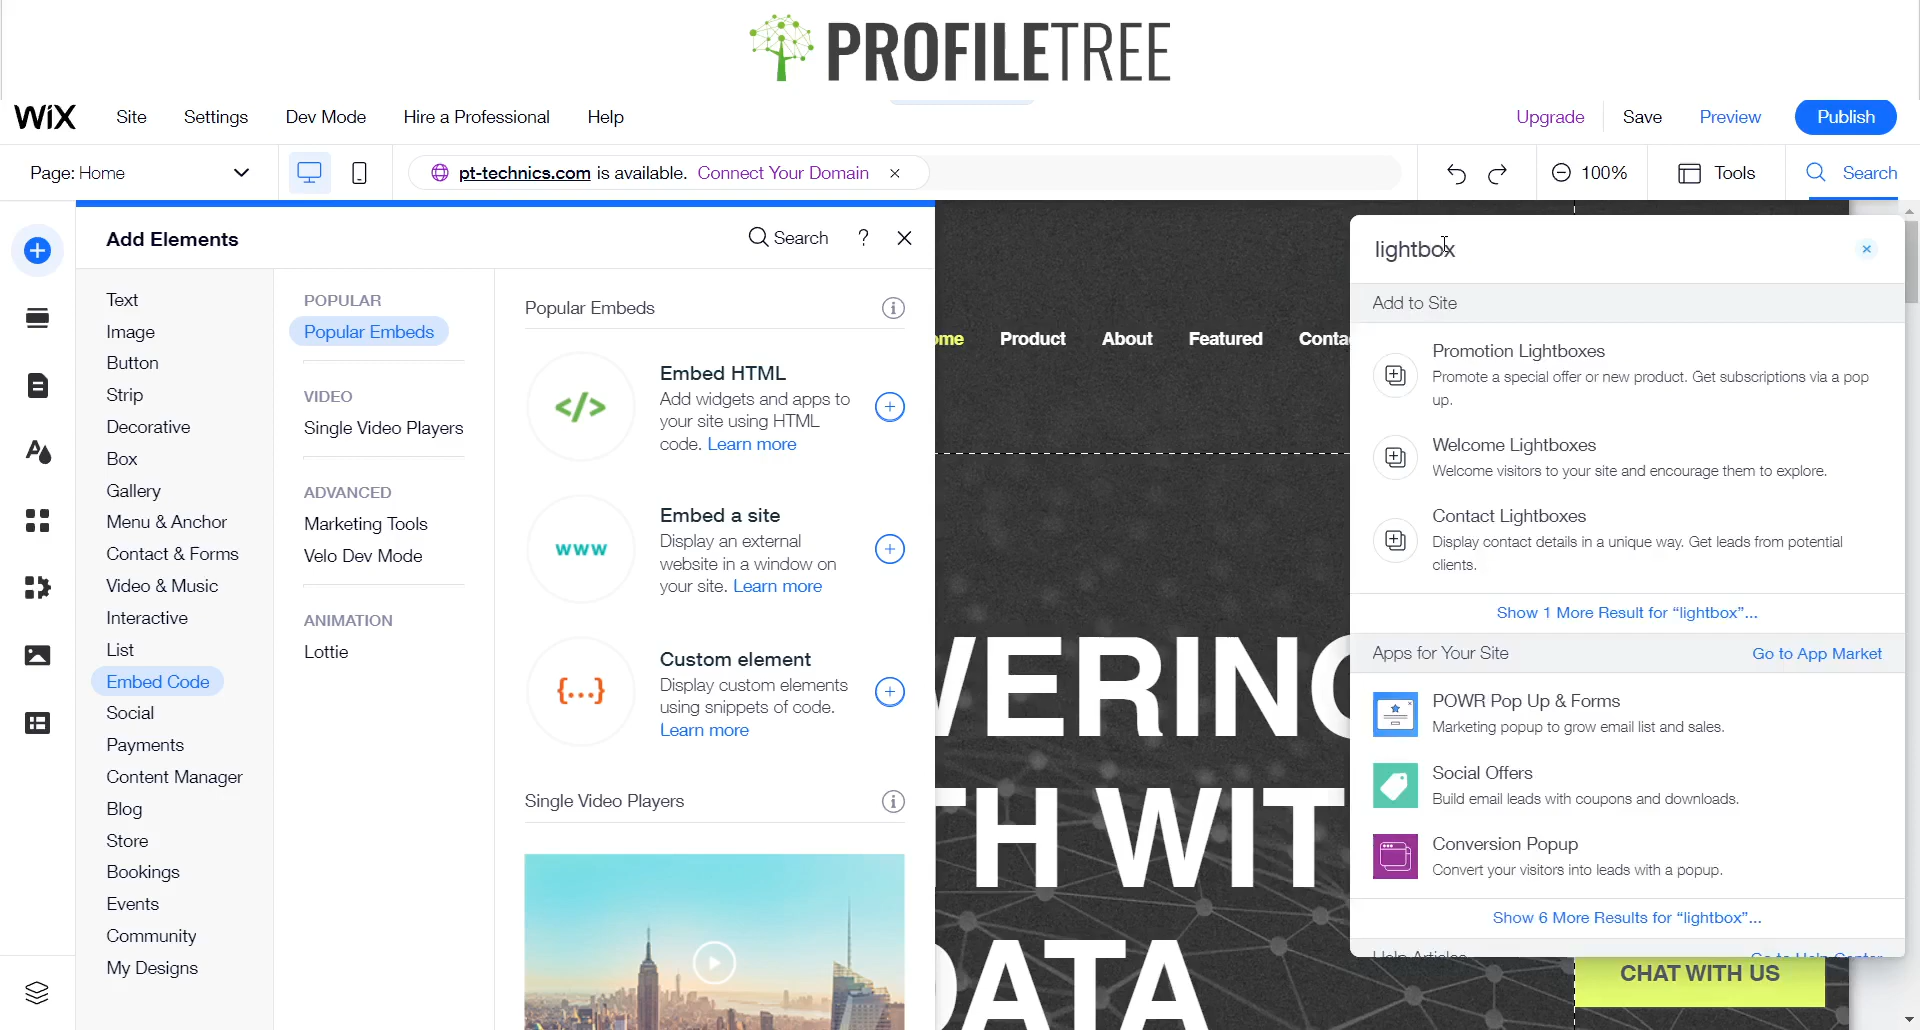 PROFILETREE
WiX
Site
Settings
Dev Mode
Hire a Professional
Help
Upgrade
Save
Preview
Publish
Page: Home
pt-technics.com is available. Connect Your Domain
100%
Tools
Search
Add Elements
Search
?
Text
Image
Button
Strip
Decorative
Box
Gallery
Menu & Anchor
Contact & Forms
Video & Music
Interactive
List
Embed Code
Social
Payments
Content Manager
Blog
Store
Bookings
Events
Community
My Designs
POPULAR
Popular Embeds
VIDEO
Single Video Players
ADVANCED
Marketing Tools
Velo Dev Mode
ANIMATION
Lottie
Popular Embeds
</>
Embed HTML
Add widgets and apps to
your site using HTML
code. Learn more
www
Embed a site
Display an external
website in a window on
your site. Learn more
{...}
Custom element
Display custom elements
using snippets of code.
Learn more
Single Video Players
ome
Product
About
Featured
Conta
VERING
TH WIT
DATA
CHAT WITH US
lightbox
Add to Site
Promotion Lightboxes
Promote a special offer or new product. Get subscriptions via a pop
up.
Welcome Lightboxes
Welcome visitors to your site and encourage them to explore.
Contact Lightboxes
Display contact details in a unique way. Get leads from potential
clients.
Show 1 More Result for “lightbox”...
Apps for Your Site
Go to App Market
POWR Pop Up & Forms
Marketing popup to grow email list and sales.
Social Offers
Build email leads with coupons and downloads.
Conversion Popup
Convert your visitors into leads with a popup.
Show 6 More Results for “lightbox”...
Help Articles
Go to Help Center